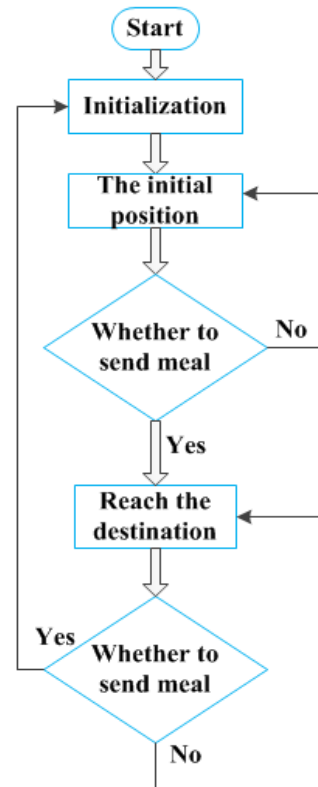 Start
Initialization
The initial
position
Whether to
send meal
No
Yes
Reach the
destination
Yes
Whether to
send meal
No